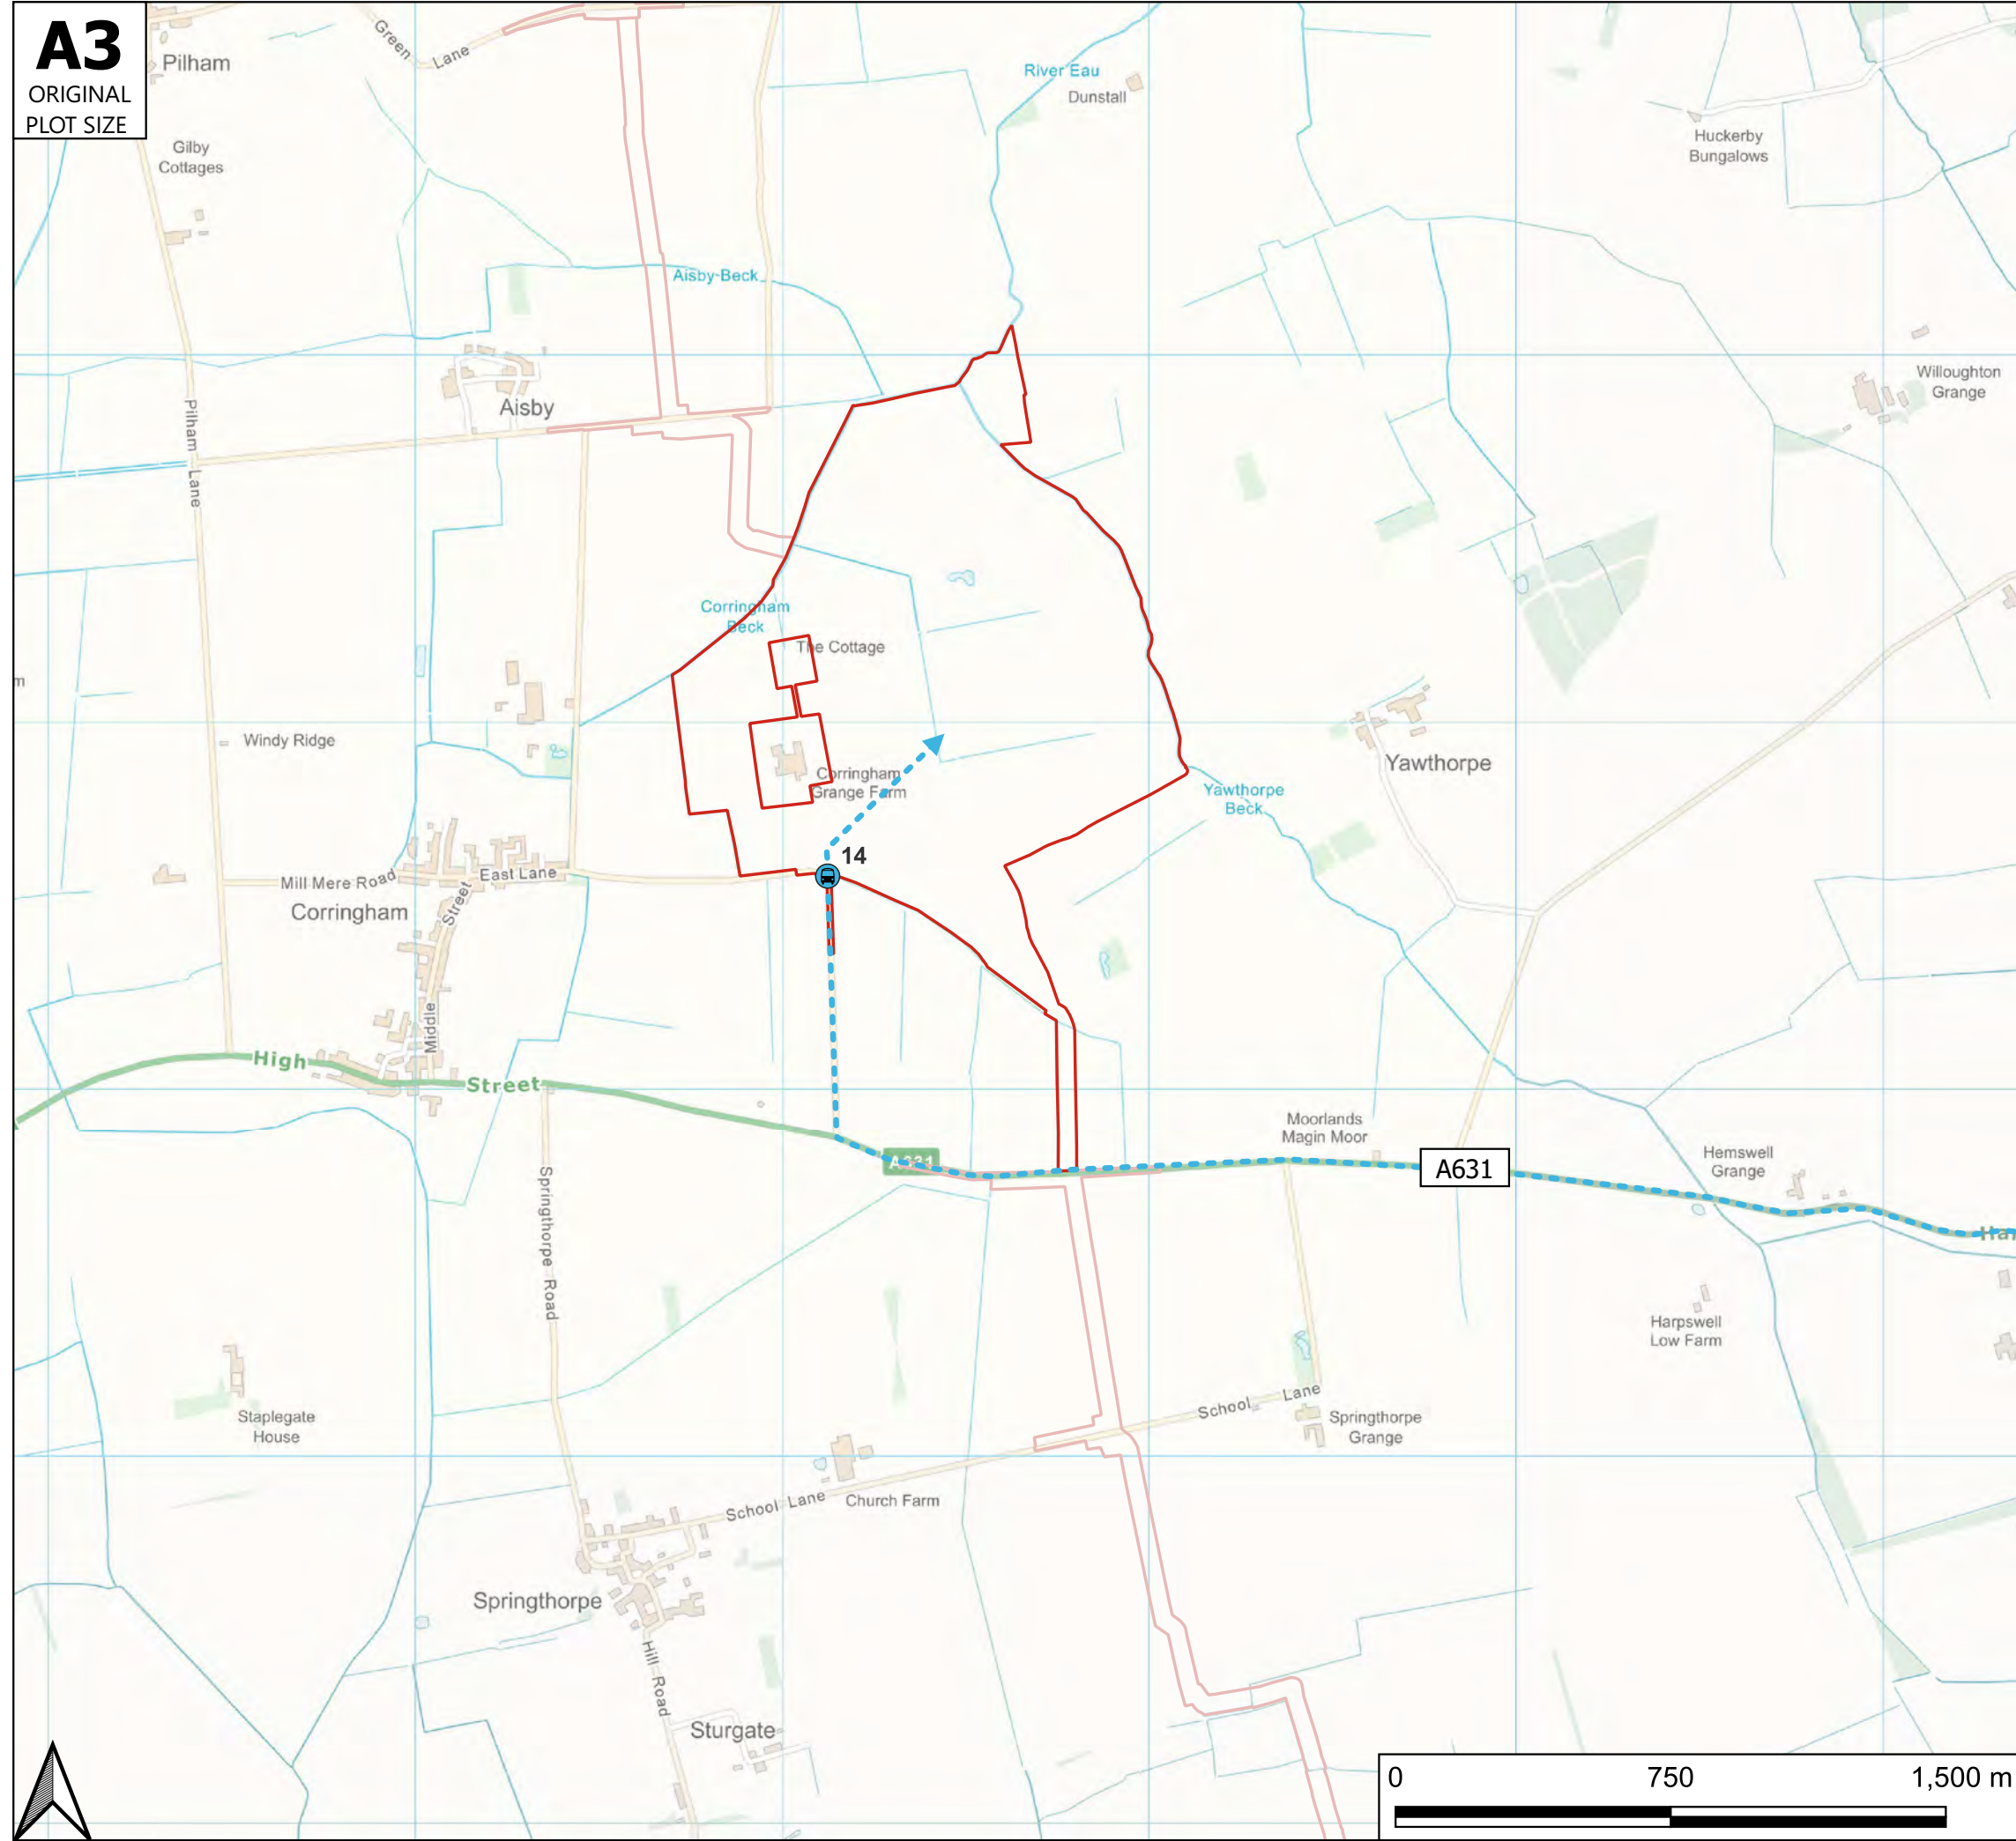 A3
ORIGINAL
PLOT SIZE
Pilham
Green Lane
River Eau
Dunstall
Huckerby
Bungalows
Gilby
Cottages
Aisby Beck
Willoughton
Grange
Aisby
Pilham Lane
Corringham
Beck
The Cottage
m
Windy Ridge
Corringham
Grange Farm
Yawthorpe
Yawthorpe
Beck
14
Mill Mere Road
East Lane
Corringham
Middle Street
High Street
A631
Moorlands
Magin Moor
A631
Hemswell
Grange
Har
Springthorpe Road
Harpswell
Low Farm
School Lane
Springthorpe
Grange
Staplegate
House
School Lane
Church Farm
Springthorpe
Hill Road
Sturgate
0 750 1,500 m